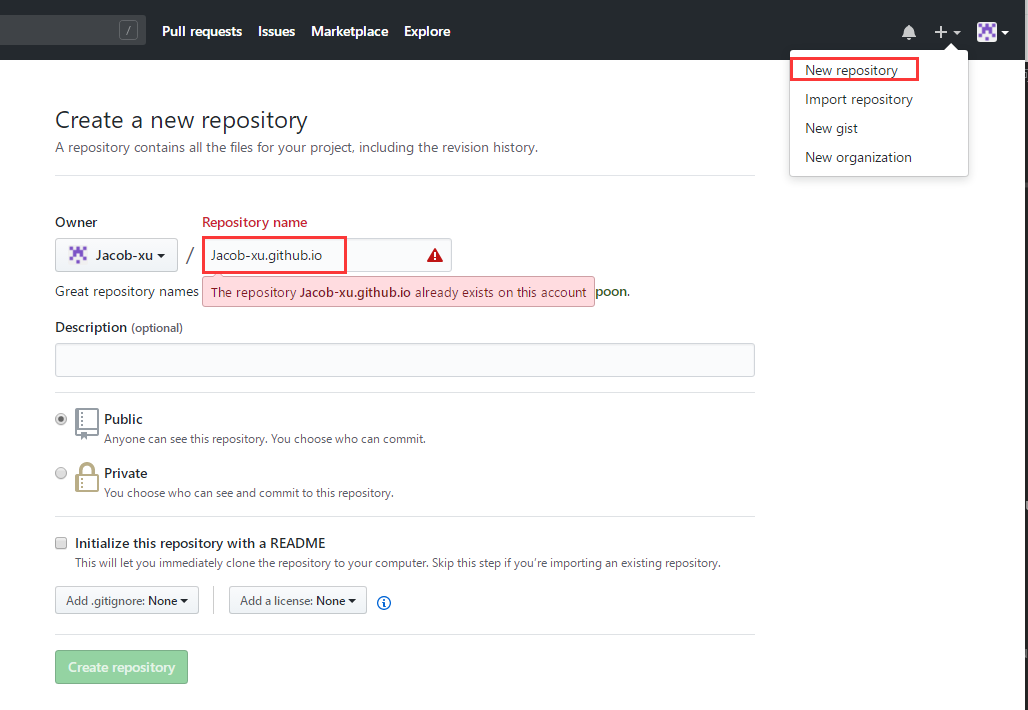 / Pull requests Issues Marketplace Explore
New repository
Import repository
New gist
New organization
Create a new repository
A repository contains all the files for your project, including the revision history.
Owner Repository name
Jacob-xu / Jacob-xu.github.io
Great repository names
The repository Jacob-xu.github.io already exists on this account
poon.
Description (optional)
Public
Anyone can see this repository. You choose who can commit.
Private
You choose who can see and commit to this repository.
Initialize this repository with a README
This will let you immediately clone the repository to your computer. Skip this step if you’re importing an existing repository.
Add .gitignore: None Add a license: None
Create repository